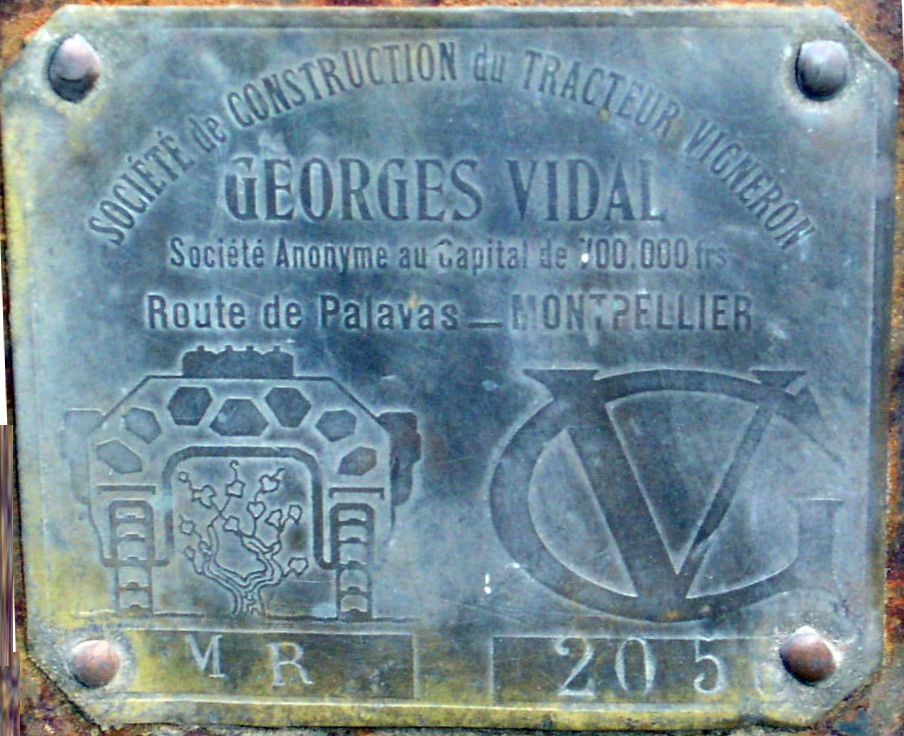 SOCIÉTÉ de CONSTRUCTION du TRACTEUR VIGNERON
GEORGES VIDAL
Société Anonyme au Capital de 700.000 frs
Route de Palavas — MONTPELLIER
VG
MR 205